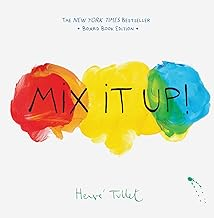 THE NEW YORK TIMES BESTSELLER
• BOARD BOOK EDITION •
MIX IT UP!
Hervé Tullet